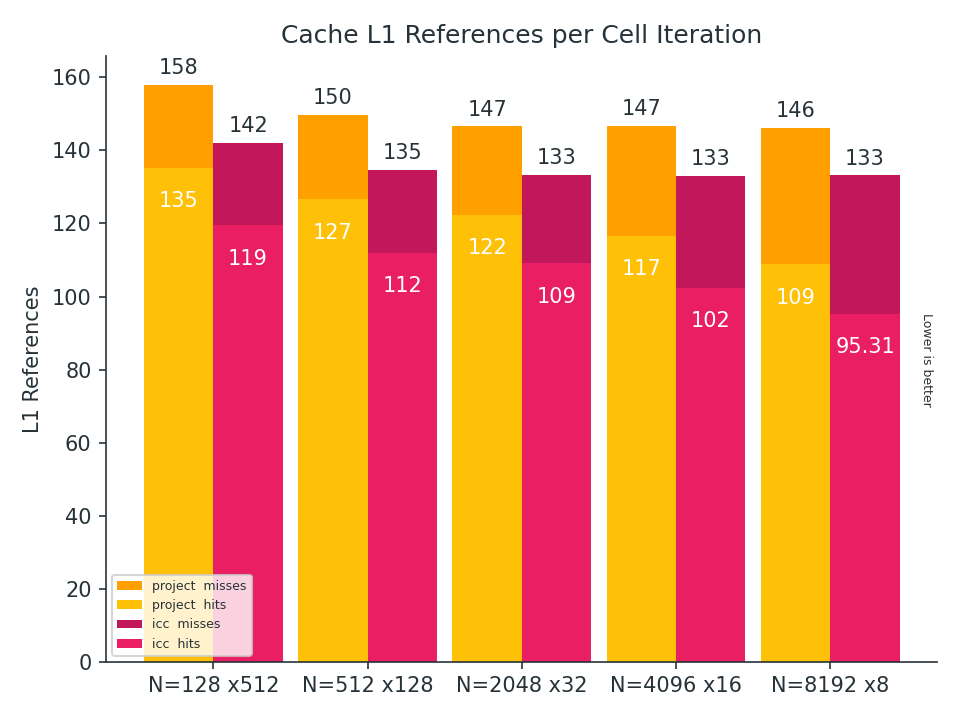 Cache L1 References per Cell Iteration
158
150
147
147
146
142
135
133
133
133
135
127
122
117
109
119
112
109
102
95.31
160
140
120
100
80
60
40
20
0
L1 References
Lower is better
project misses
project hits
icc misses
icc hits
N=128 x512
N=512 x128
N=2048 x32
N=4096 x16
N=8192 x8